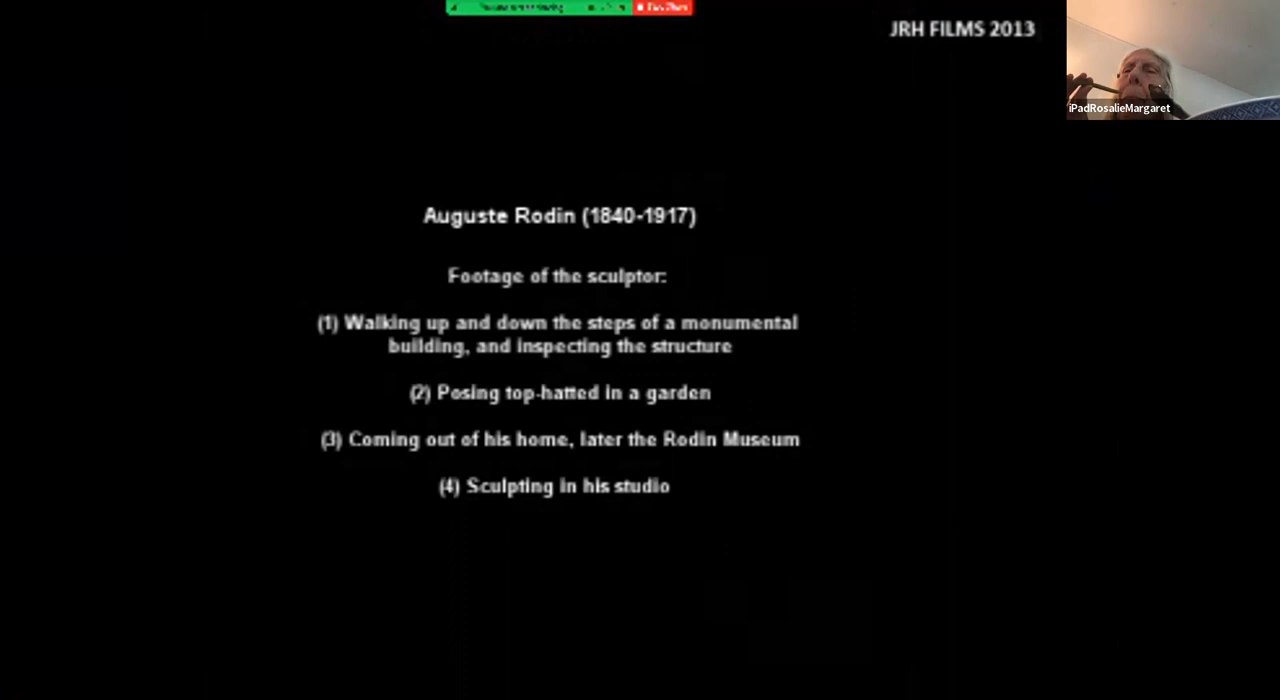 JRH FILMS 2013
iPadRosalieMargaret
Auguste Rodin (1840-1917)
Footage of the sculptor:
(1) Walking up and down the steps of a monumental
building, and inspecting the structure
(2) Posing top-hatted in a garden
(3) Coming out of his home, later the Rodin Museum
(4) Sculpting in his studio